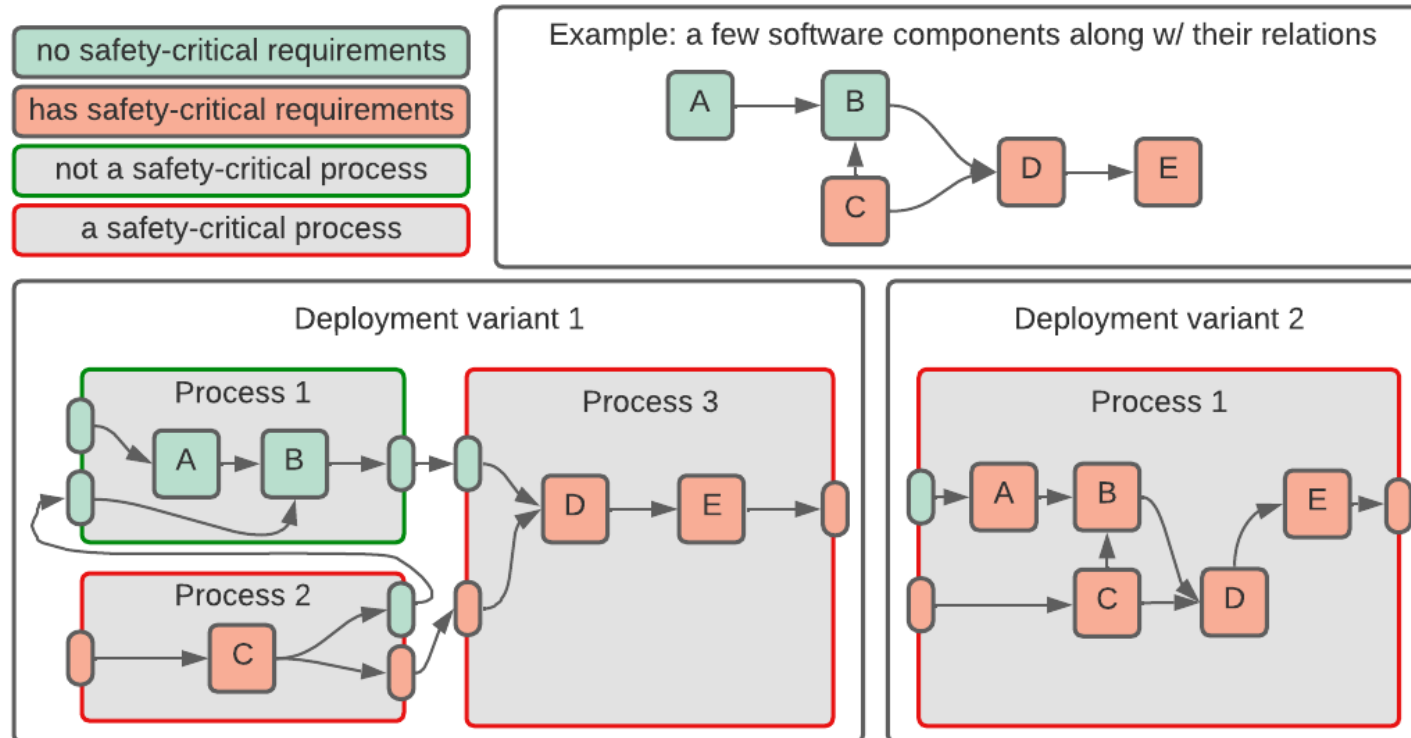 no safety-critical requirements
has safety-critical requirements
not a safety-critical process
a safety-critical process
Example: a few software components along w/ their relations
A
B
C
D
E
Deployment variant 1
Process 1
A
B
Process 2
C
Process 3
D
E
Deployment variant 2
Process 1
A
B
C
D
E